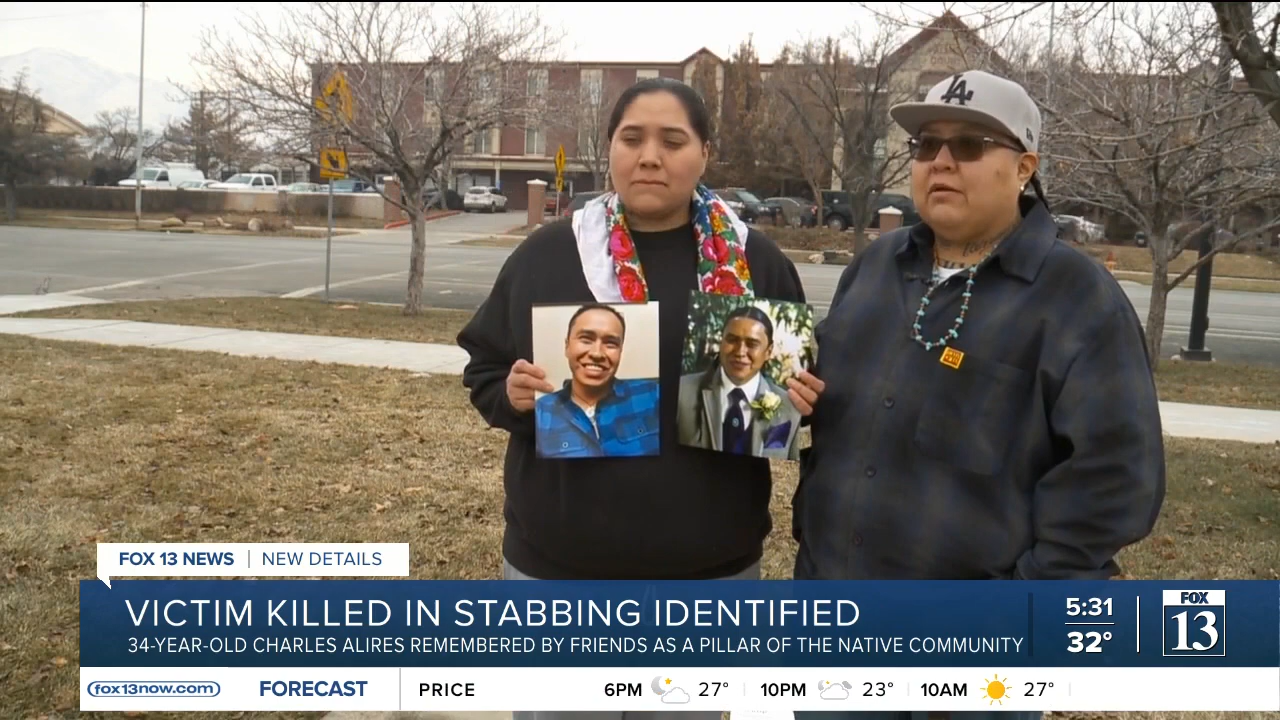 LA
FOX 13 NEWS | NEW DETAILS
VICTIM KILLED IN STABBING IDENTIFIED
34-YEAR-OLD CHARLES ALIRES REMEMBERED BY FRIENDS AS A PILLAR OF THE NATIVE COMMUNITY
5:31
32°
FOX
13
fox13now.com FORECAST PRICE 6PM 27° 10PM 23° 10AM 27°